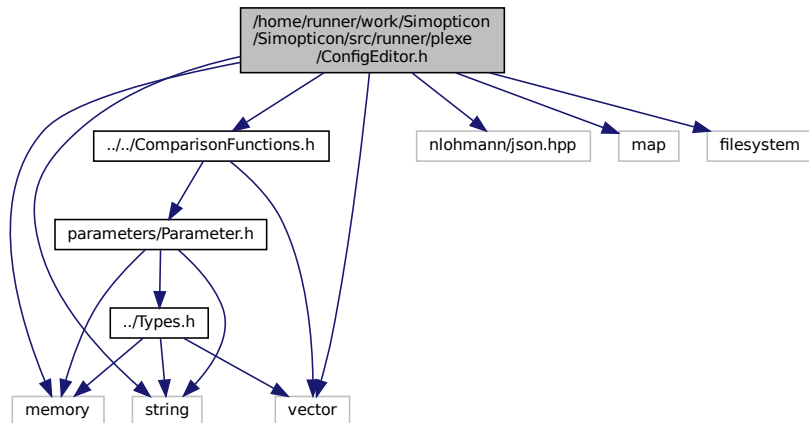 /home/runner/work/Simopticon
/Simopticon/src/runner/plexe
/ConfigEditor.h
../../ComparisonFunctions.h
nlohmann/json.hpp
map
filesystem
parameters/Parameter.h
../Types.h
memory
string
vector